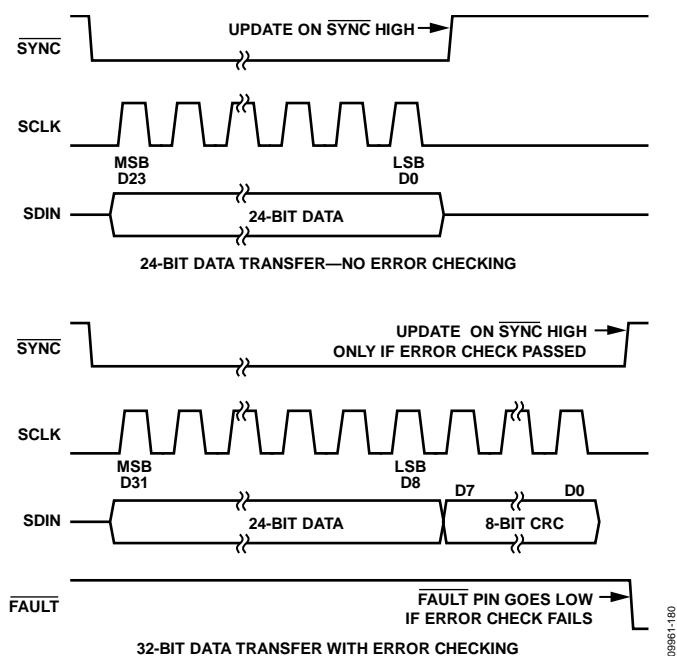 UPDATE ON SYNC HIGH
SYNC
SCLK
MSB
D23
LSB
D0
SDIN
24-BIT DATA
24-BIT DATA TRANSFER—NO ERROR CHECKING
UPDATE ON SYNC HIGH
ONLY IF ERROR CHECK PASSED
SYNC
SCLK
MSB
D31
LSB
D8
D7
D0
SDIN
24-BIT DATA
8-BIT CRC
FAULT
FAULT PIN GOES LOW
IF ERROR CHECK FAILS
32-BIT DATA TRANSFER WITH ERROR CHECKING
09961-180